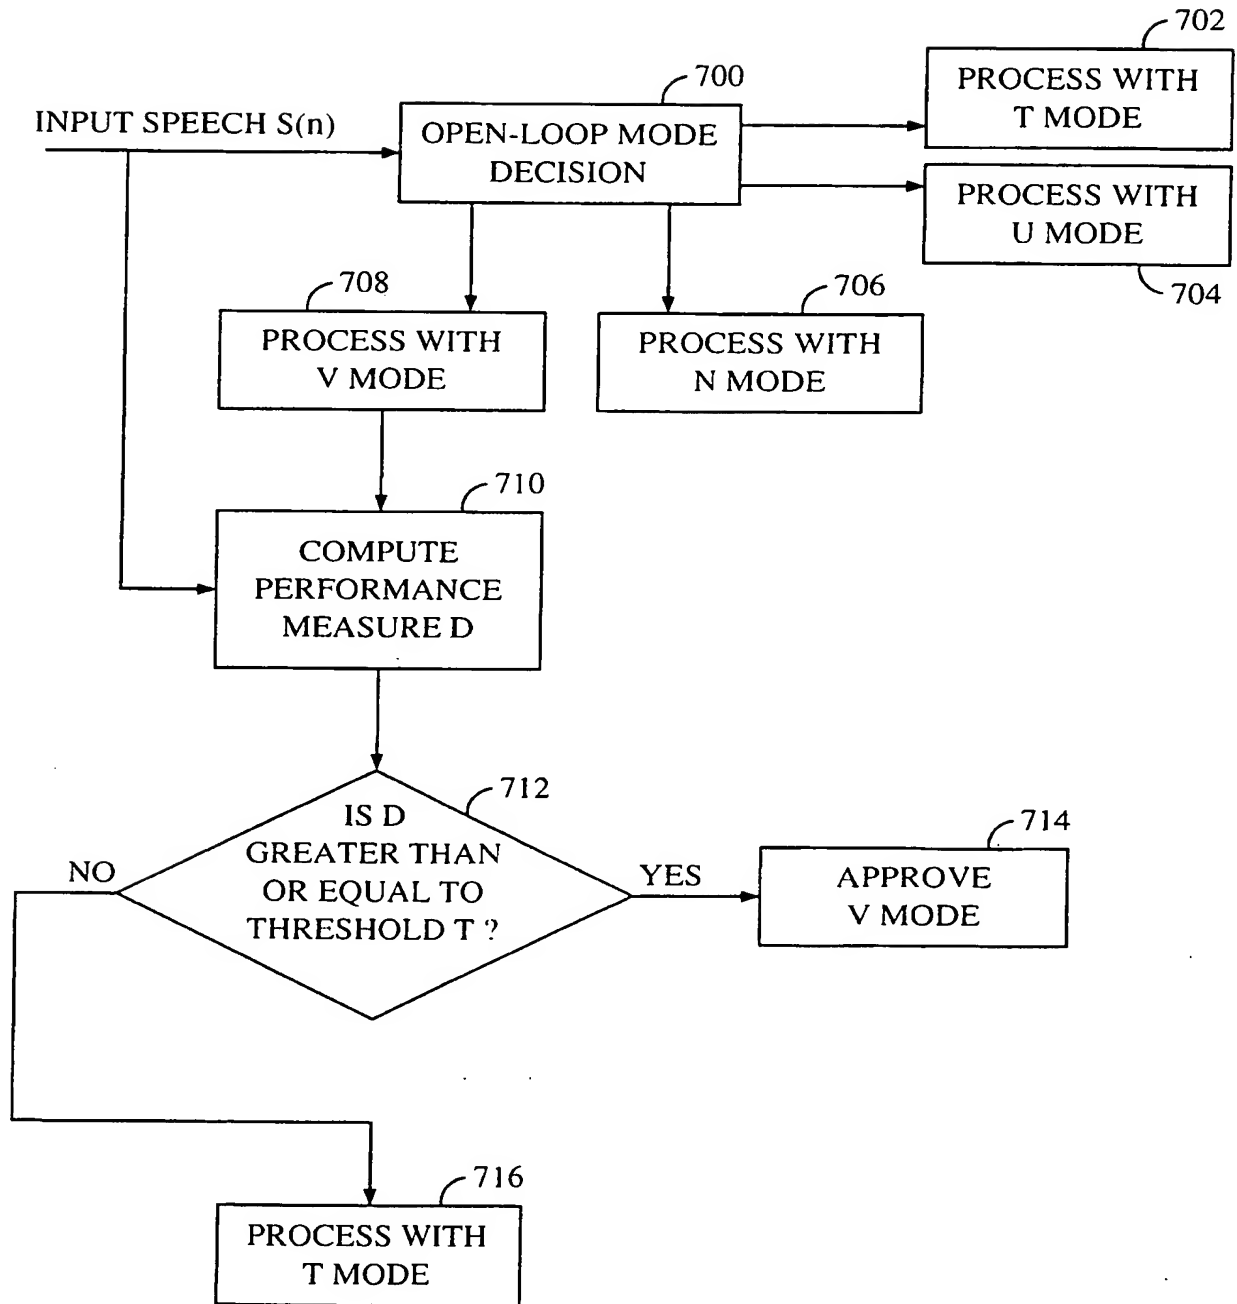 702
PROCESS WITH
T MODE
700
INPUT SPEECH S(n)
OPEN-LOOP MODE
DECISION
PROCESS WITH
U MODE
704
708
PROCESS WITH
V MODE
706
PROCESS WITH
N MODE
710
COMPUTE
PERFORMANCE
MEASURE D
712
IS D
GREATER THAN
OR EQUAL TO
THRESHOLD T ?
NO
YES
714
APPROVE
V MODE
716
PROCESS WITH
T MODE